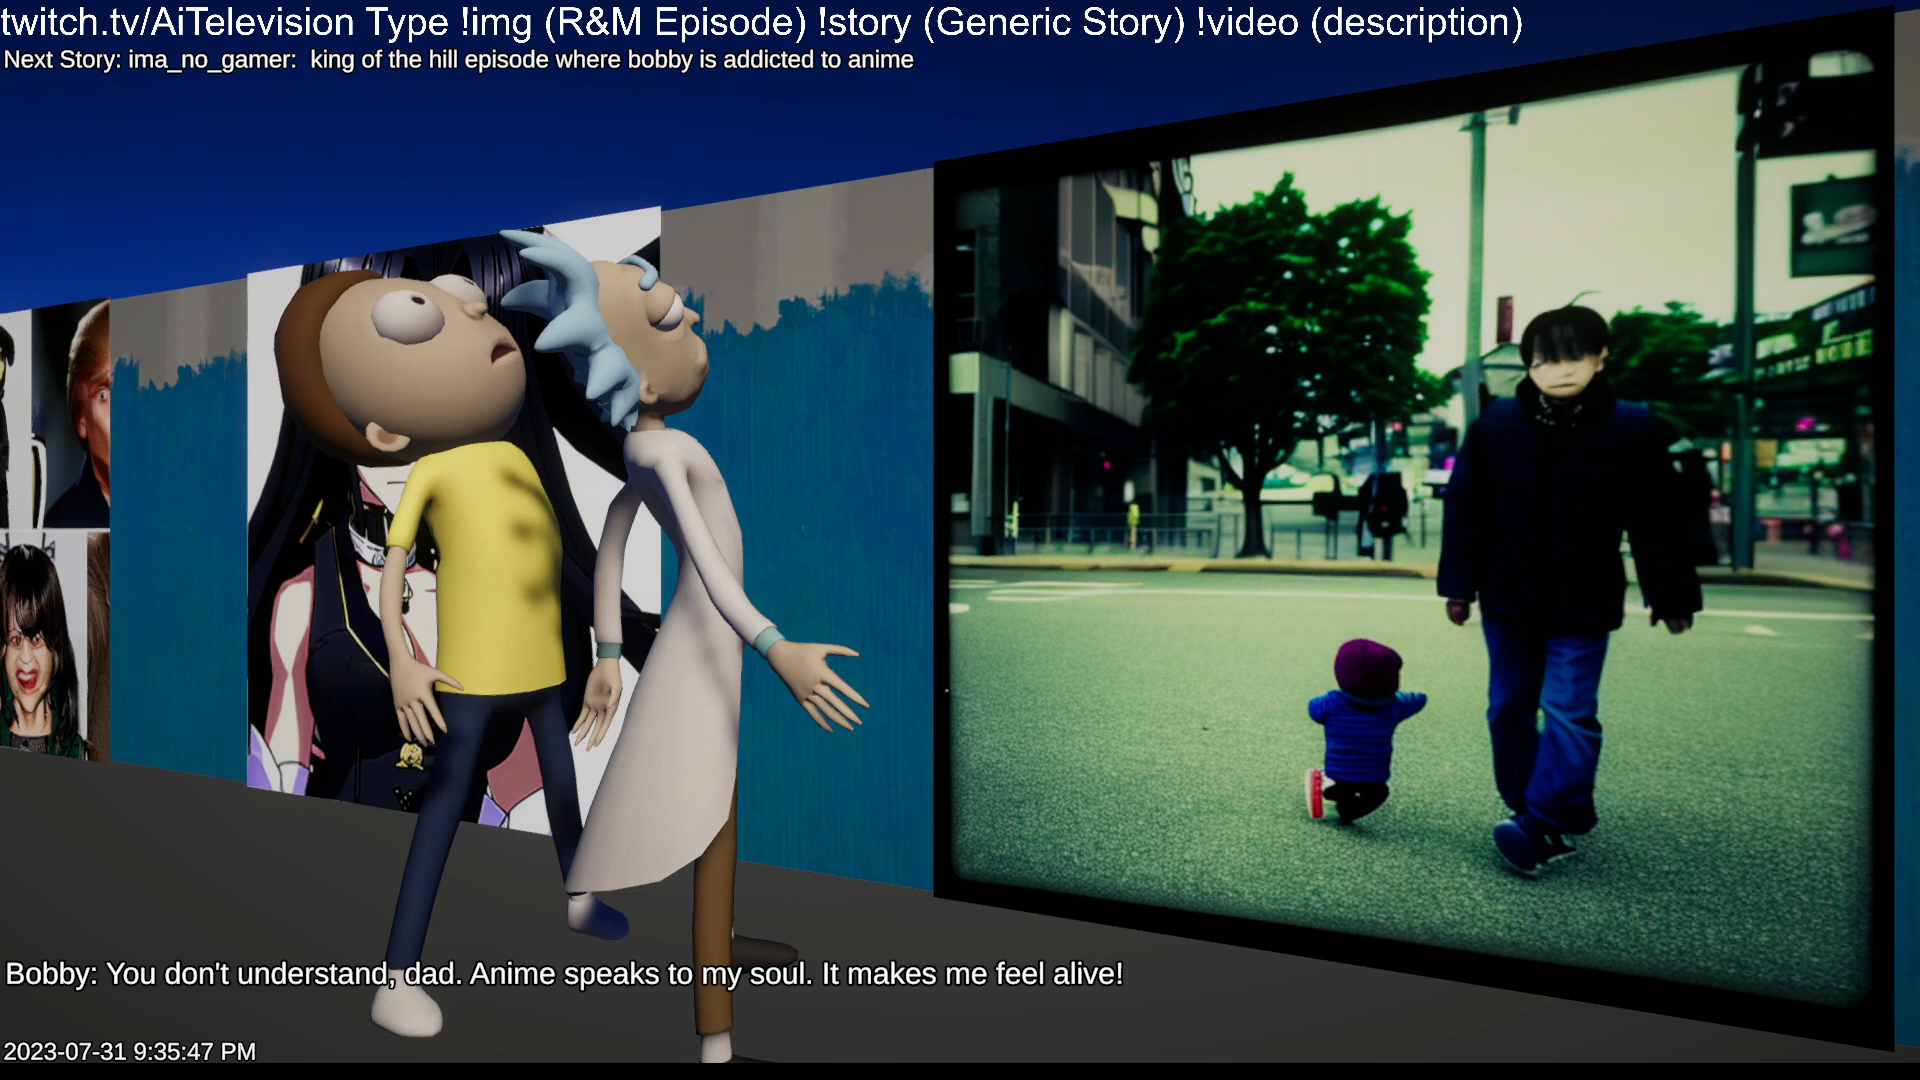 twitch.tv/AiTelevision Type !img (R&M Episode) !story (Generic Story) !video (description)
Next Story: ima_no_gamer:  king of the hill episode where bobby is addicted to anime
Bobby: You don't understand, dad. Anime speaks to my soul. It makes me feel alive!
2023-07-31 9:35:47 PM